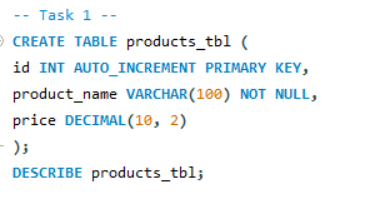 -- Task 1 --
CREATE TABLE products_tbl (
id INT AUTO_INCREMENT PRIMARY KEY,
product_name VARCHAR(100) NOT NULL,
price DECIMAL(10, 2)
);
DESCRIBE products_tbl;